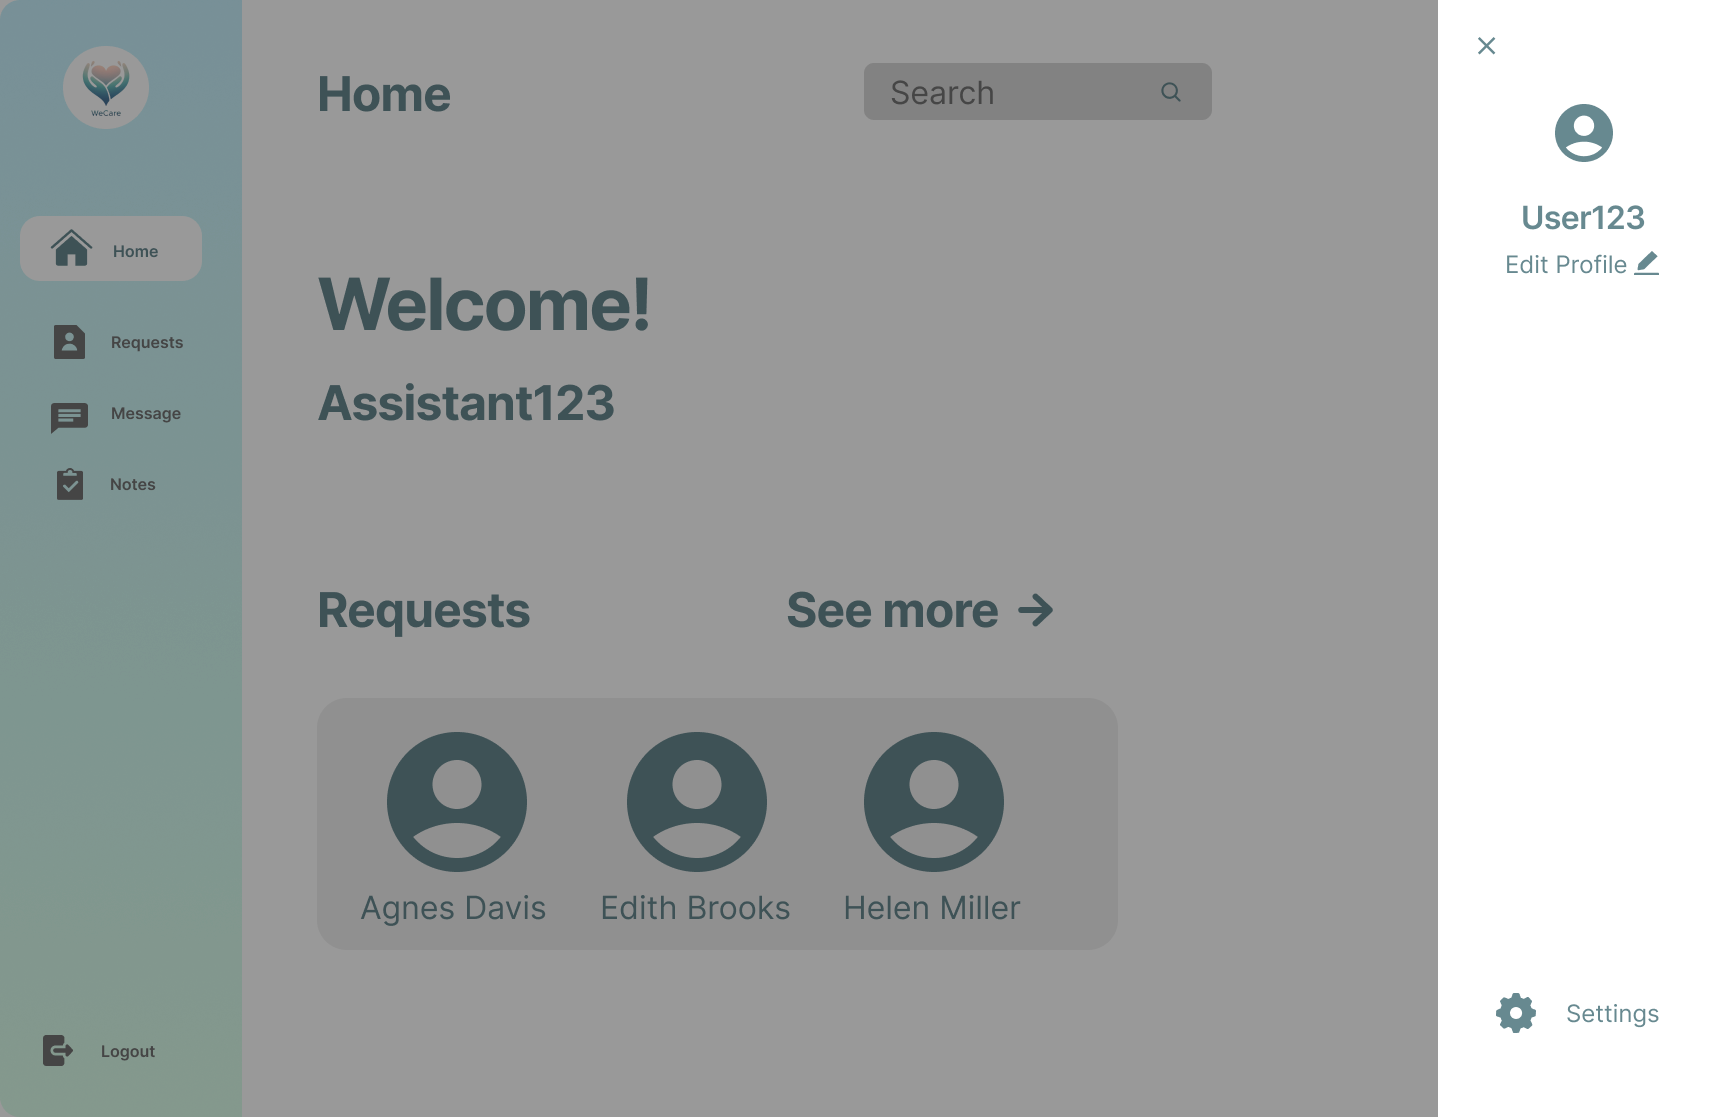 WeCare
Home
Requests
Message
Notes
Logout
Home
Search
Welcome!
Assistant123
Requests
See more
Agnes Davis
Edith Brooks
Helen Miller
User123
Edit Profile
Settings